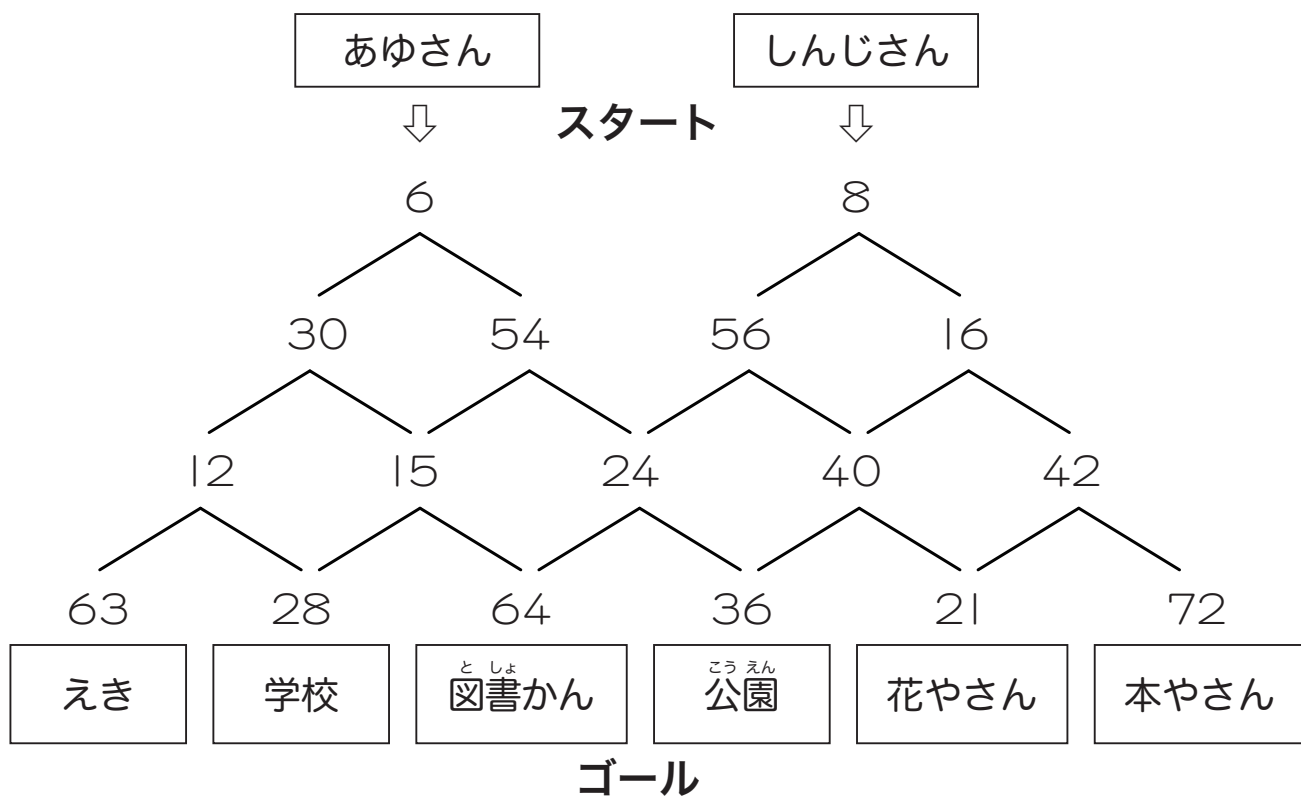 あゆさん しんじさん
スタート
6 8
30 54 56 16
12 15 24 40 42
63 28 64 36 21 72
と しょ こう えん
えき 学校 図書かん 公園 花やさん 本やさん
ゴール